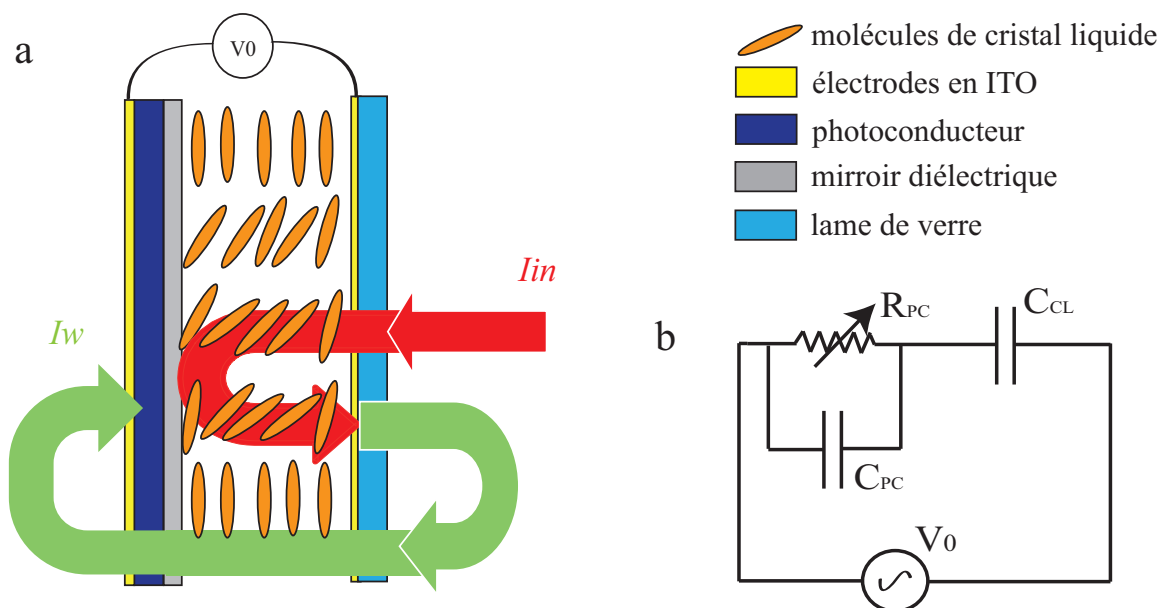 a
V0
molécules de cristal liquide
électrodes en ITO
photoconducteur
mirroir diélectrique
lame de verre
Iin
Iw
b
RPC
CCL
CPC
V0